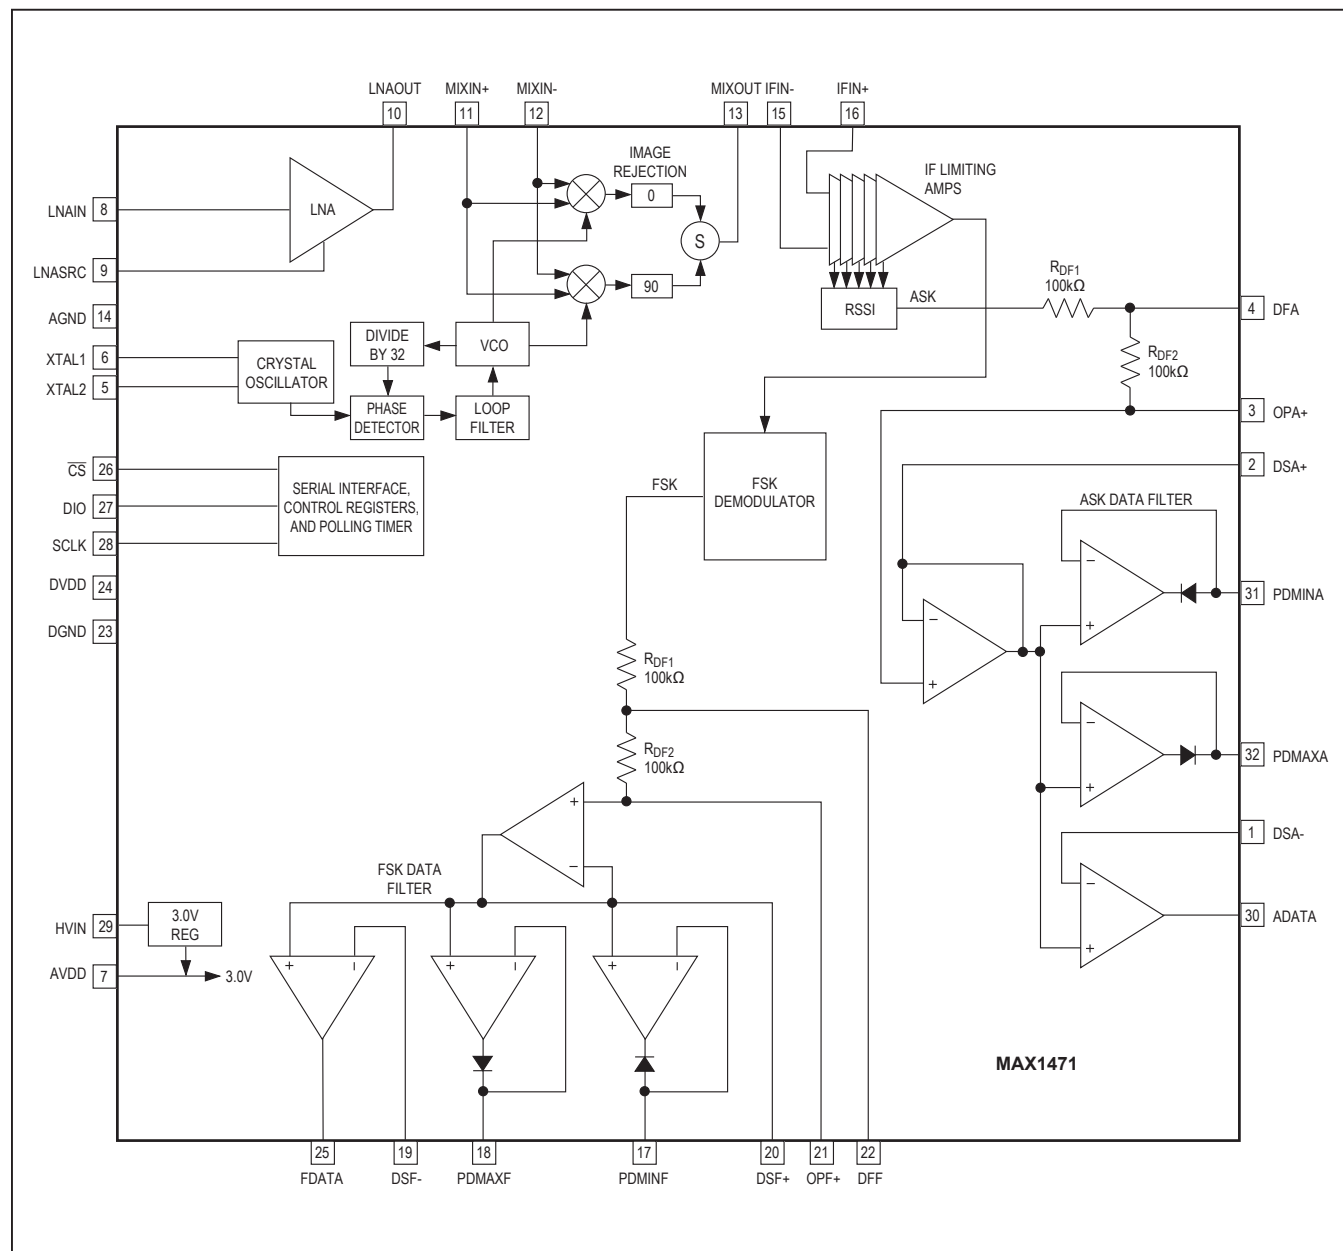 LNAOUT MIXIN+ MIXIN- MIXOUT IFIN- IFIN+
10 11 12 13 15 16
IMAGE
REJECTION
IF LIMITING
AMPS
LNAIN 8
LNA
0
S
LNASRC 9
90
RSSI
ASK
RDF1
100kΩ
4 DFA
AGND 14
XTAL1 6
XTAL2 5
CRYSTAL
OSCILLATOR
DIVIDE
BY 32
VCO
PHASE
DETECTOR
LOOP
FILTER
RDF2
100kΩ
3 OPA+
2 DSA+
CS 26
DIO 27
SCLK 28
SERIAL INTERFACE,
CONTROL REGISTERS,
AND POLLING TIMER
FSK
FSK
DEMODULATOR
ASK DATA FILTER
DVDD 24
DGND 23
− +
− +
31 PDMINA
RDF1
100kΩ
RDF2
100kΩ
− +
32 PDMAXA
+ −
1 DSA-
− +
30 ADATA
FSK DATA
FILTER
HVIN 29
3.0V
REG
AVDD 7
3.0V
+ −
+ −
+ −
MAX1471
25 19 18 17 20 21 22
FDATA DSF- PDMAXF PDMINF DSF+ OPF+ DFF